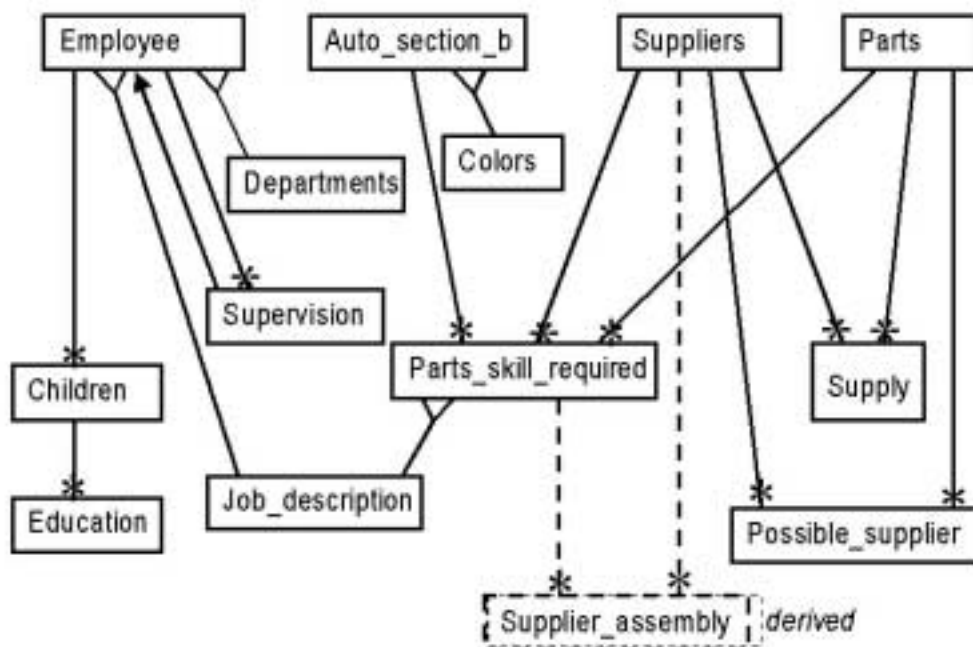 Employee
Auto_section_b
Suppliers
Parts
Colors
Departments
Supervision
Parts_skill_required
Children
Supply
Job_description
Education
Possible_supplier
Supplier_assembly derived